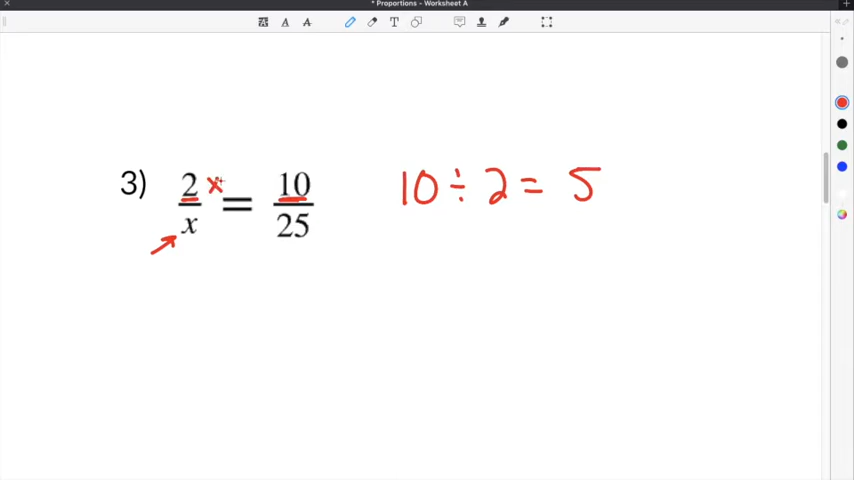 * Proportions - Worksheet A
A A T
3) 2/x × = 10/25 10 ÷ 2 = 5